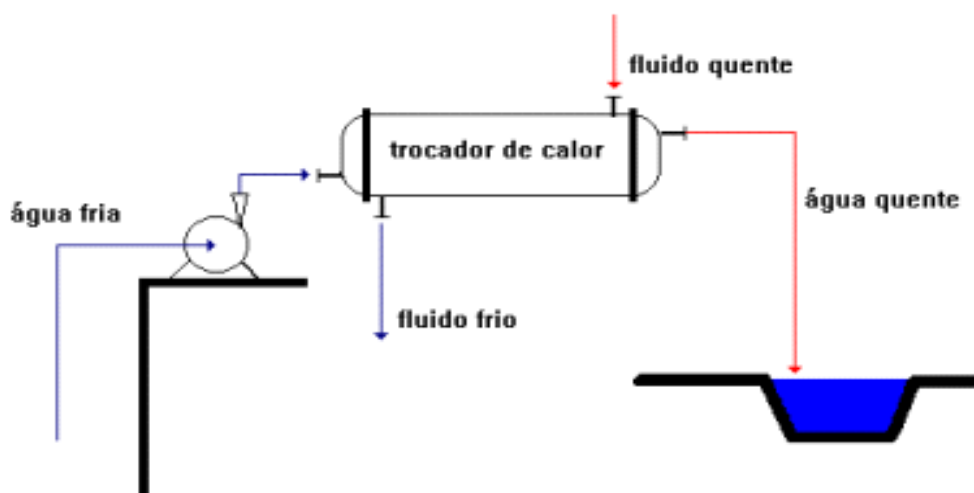 fluido quente
trocador de calor
água fria
água quente
fluido frio